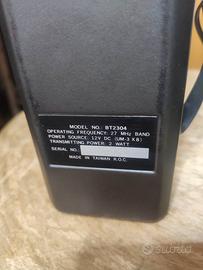 MODEL NO. BT2304
OPERATING FREQUENCY: 27 MHz BAND
POWER SOURCE: 12V DC (UM-3 X 8)
TRANSMITTING POWER: 2 WATT
SERIAL NO.
MADE IN TAIWAN R.O.C.
subito